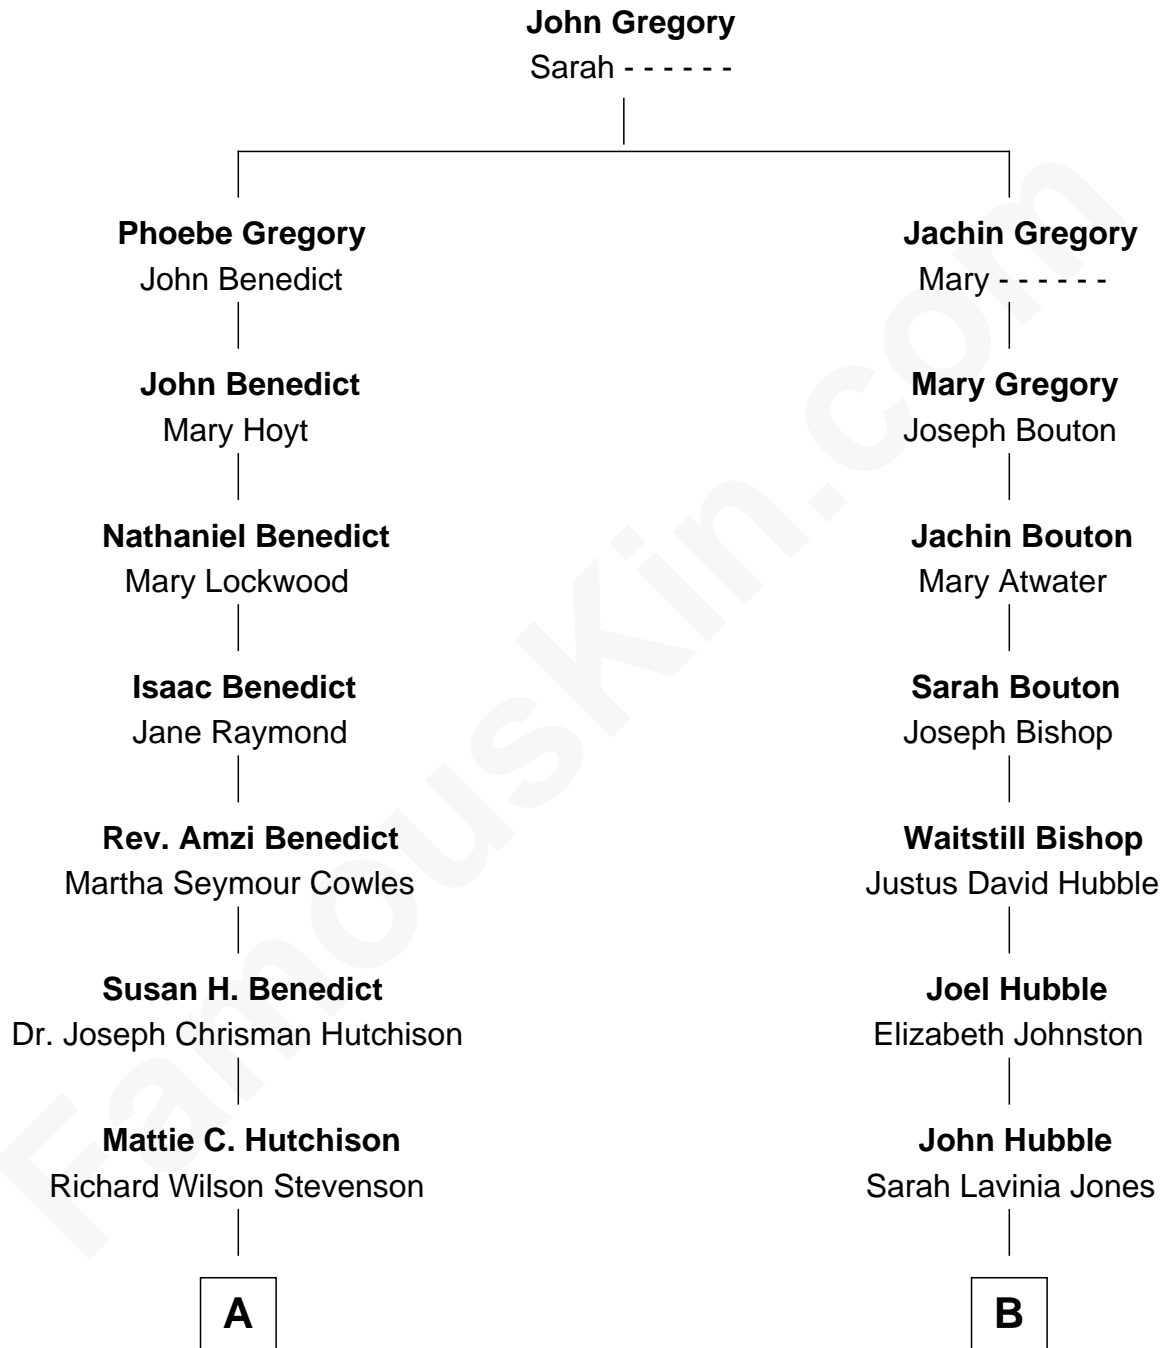 John Gregory
Sarah - - - - - -
Phoebe Gregory
John Benedict
Jachin Gregory
Mary - - - - - -
John Benedict
Mary Hoyt
Mary Gregory
Joseph Bouton
Nathaniel Benedict
Mary Lockwood
Jachin Bouton
Mary Atwater
Isaac Benedict
Jane Raymond
Sarah Bouton
Joseph Bishop
Rev. Amzi Benedict
Martha Seymour Cowles
Waitstill Bishop
Justus David Hubble
Susan H. Benedict
Dr. Joseph Chrisman Hutchison
Joel Hubble
Elizabeth Johnston
Mattie C. Hutchison
Richard Wilson Stevenson
John Hubble
Sarah Lavinia Jones
A
B
FamousKin.com